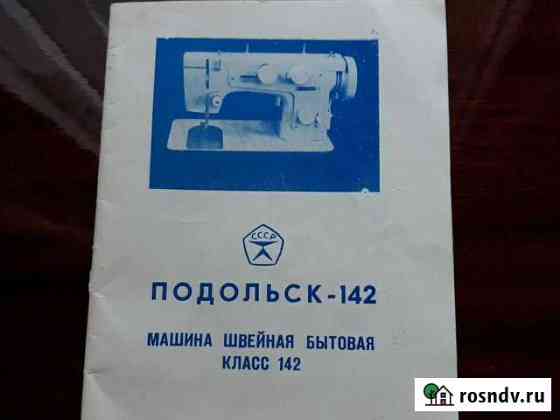 СССР
ПОДОЛЬСК-142
МАШИНА ШВЕЙНАЯ БЫТОВАЯ
КЛАСС 142
rosndv.ru